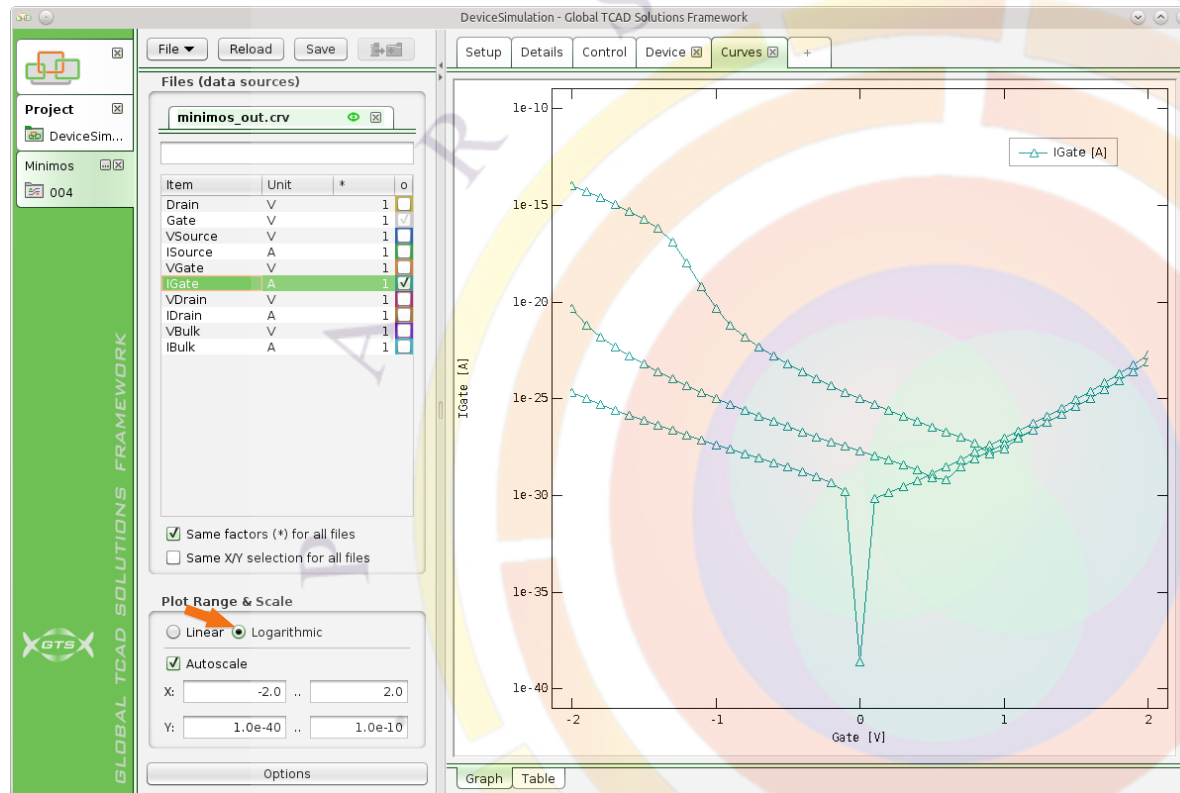 DeviceSimulation - Global TCAD Solutions Framework
Project
DeviceSim...
Minimos
004
GLOBAL TCAD SOLUTIONS FRAMEWORK
GTS
File Reload Save
Files (data sources)
minimos_out.crv
Item Unit * o
Drain V 1
Gate V 1
VSource V 1
ISource A 1
VGate V 1
IGate A 1
VDrain V 1
IDrain A 1
VBulk V 1
IBulk A 1
Same factors (*) for all files
Same X/Y selection for all files
Plot Range & Scale
Linear Logarithmic
Autoscale
X: -2.0 .. 2.0
Y: 1.0e-40 .. 1.0e-10
Options
Setup Details Control Device Curves +
1e-10
IGate [A]
1e-15
1e-20
1e-25
1e-30
1e-35
1e-40
IGate [A]
-2 -1 0 1 2
Gate [V]
Graph Table
P A R S